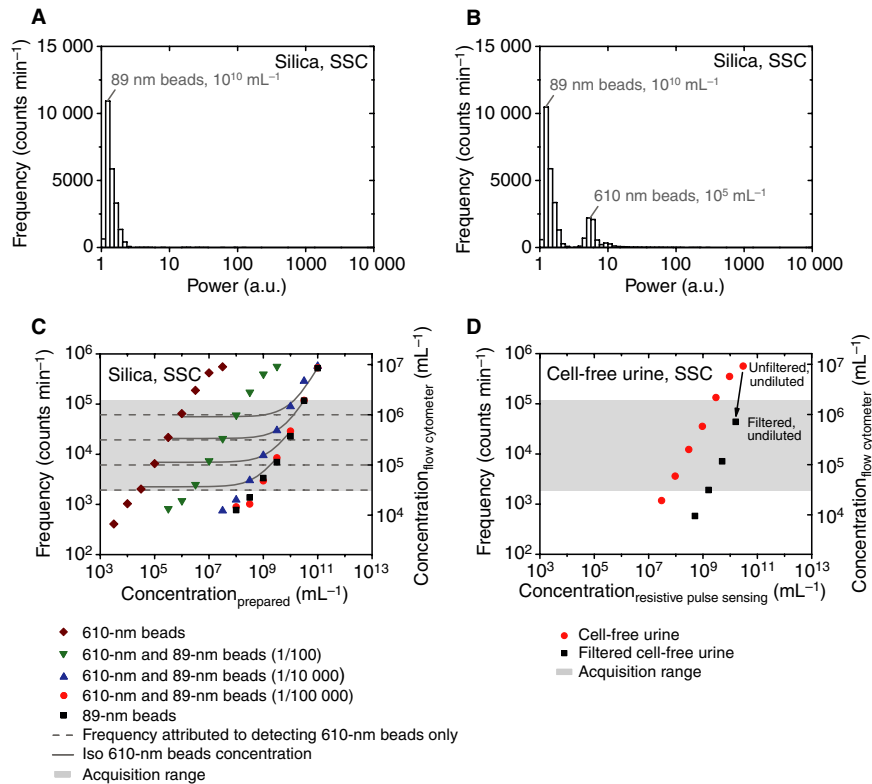 A
15 000
10 000
5000
0
Frequency (counts min⁻¹)
Silica, SSC
89 nm beads, 10¹⁰ mL⁻¹
1
10
100
1000
10 000
Power (a.u.)
B
15 000
10 000
5000
0
Frequency (counts min⁻¹)
Silica, SSC
89 nm beads, 10¹⁰ mL⁻¹
610 nm beads, 10⁵ mL⁻¹
1
10
100
1000
10 000
Power (a.u.)
C
10⁶
10⁵
10⁴
10³
10²
Frequency (counts min⁻¹)
Silica, SSC
10⁷
10⁶
10⁵
10⁴
Concentration flow cytometer (mL⁻¹)
10³
10⁵
10⁷
10⁹
10¹¹
10¹³
Concentration prepared (mL⁻¹)
610-nm beads
610-nm and 89-nm beads (1/100)
610-nm and 89-nm beads (1/10 000)
610-nm and 89-nm beads (1/100 000)
89-nm beads
Frequency attributed to detecting 610-nm beads only
Iso 610-nm beads concentration
Acquisition range
D
10⁶
10⁵
10⁴
10³
10²
Frequency (counts min⁻¹)
Cell-free urine, SSC
Unfiltered,
undiluted
Filtered,
undiluted
10⁷
10⁶
10⁵
10⁴
Concentration flow cytometer (mL⁻¹)
10³
10⁵
10⁷
10⁹
10¹¹
10¹³
Concentration resistive pulse sensing (mL⁻¹)
Cell-free urine
Filtered cell-free urine
Acquisition range